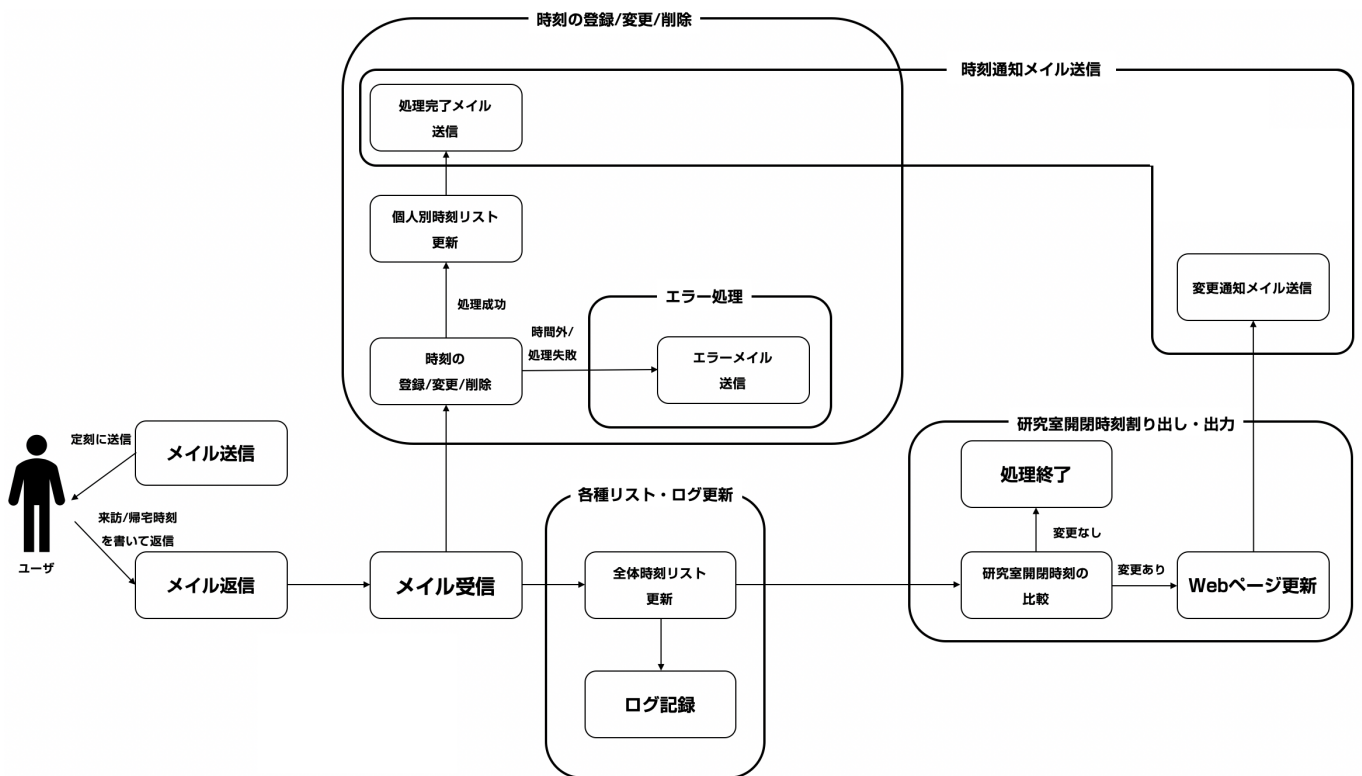 時刻の登録/変更/削除
時刻通知メイル送信
処理完了メイル
送信
個人別時刻リスト
更新
処理成功
エラー処理
時間外/
処理失敗
時刻の
登録/変更/削除
エラーメイル
送信
変更通知メイル送信
定刻に送信
メイル送信
来訪/帰宅時刻
を書いて返信
ユーザ
メイル返信
メイル受信
各種リスト・ログ更新
全体時刻リスト
更新
ログ記録
研究室開閉時刻割り出し・出力
処理終了
変更なし
研究室開閉時刻の
比較
変更あり
Webページ更新